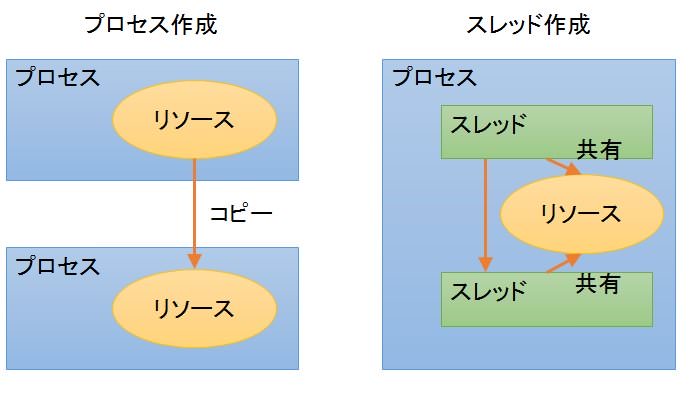 プロセス作成
プロセス
リソース
コピー
プロセス
リソース
スレッド作成
プロセス
スレッド
共有
リソース
共有
スレッド